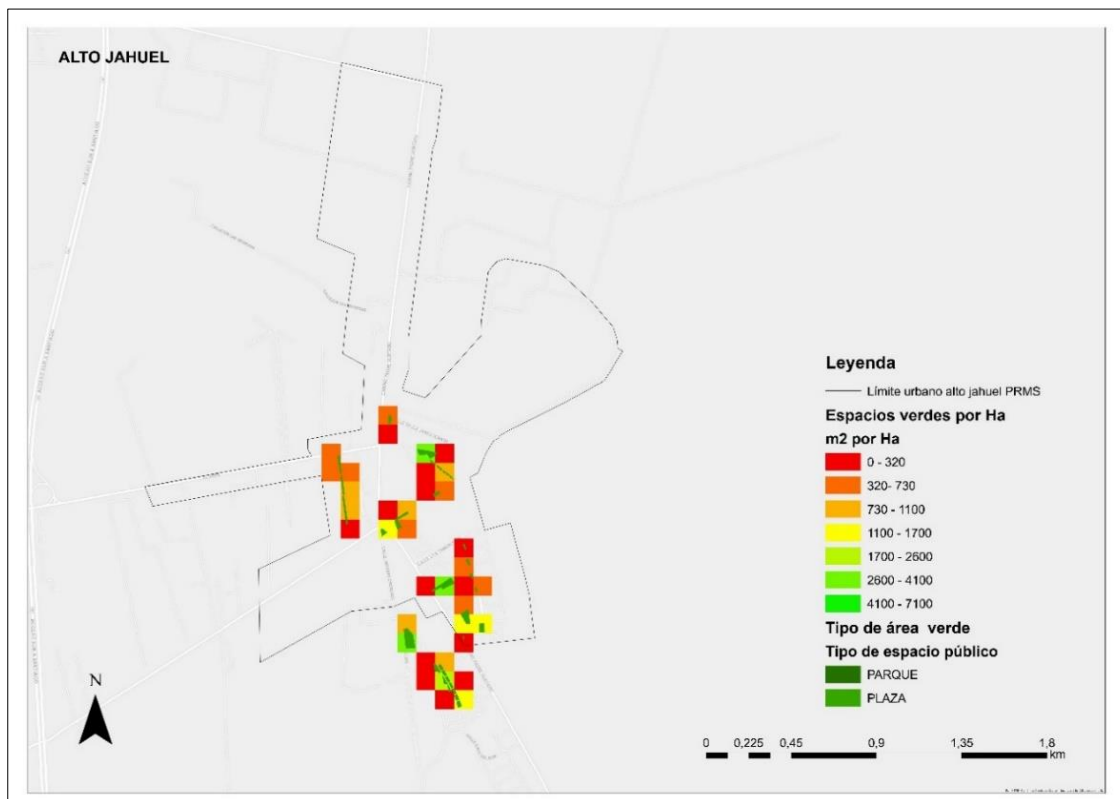 ALTO JAHUEL
Leyenda
Límite urbano alto jahuel PRMS
Espacios verdes por Ha
m2 por Ha
0 - 320
320- 730
730 - 1100
1100 - 1700
1700 - 2600
2600 - 4100
4100 - 7100
Tipo de área verde
Tipo de espacio público
PARQUE
PLAZA
N
0 0,225 0,45 0,9 1,35 1,8
km